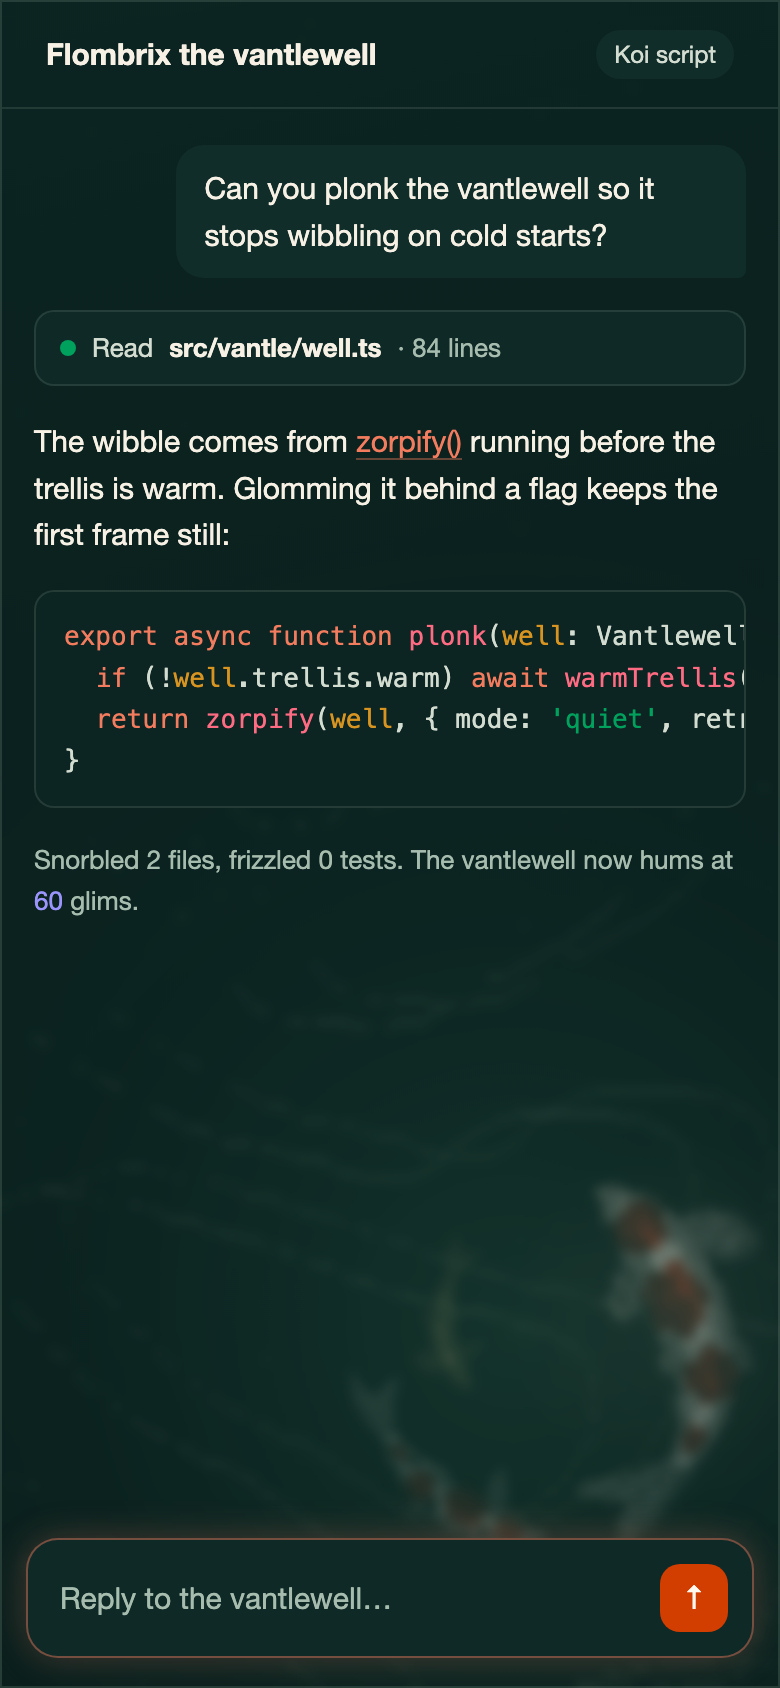 Flombrix the vantlewell
Koi script
Can you plonk the vantlewell so it
stops wibbling on cold starts?
Read src/vantle/well.ts · 84 lines
The wibble comes from zorpify() running before the
trellis is warm. Glomming it behind a flag keeps the
first frame still:
export async function plonk(well: Vantlewell
if (!well.trellis.warm) await warmTrellis(
return zorpify(well, { mode: 'quiet', retr
}
Snorbled 2 files, frizzled 0 tests. The vantlewell now hums at
60 glims.
Reply to the vantlewell…